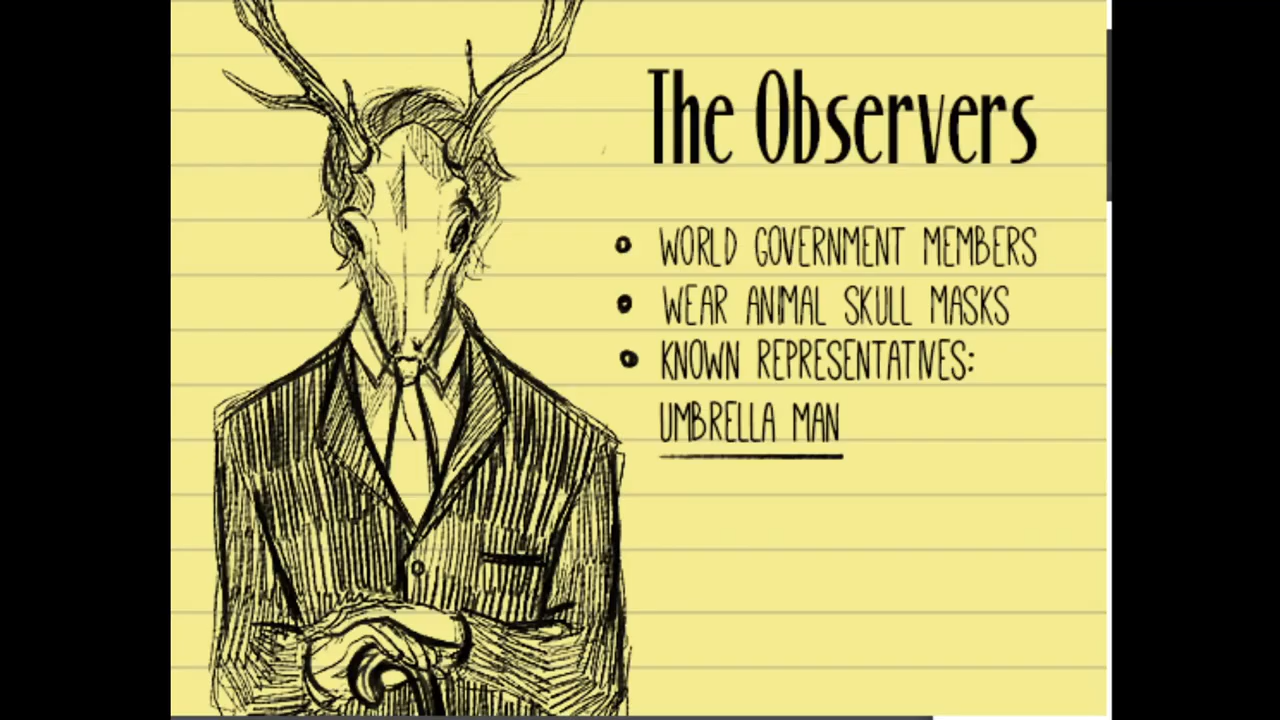 The Observers
• WORLD GOVERNMENT MEMBERS
• WEAR ANIMAL SKULL MASKS
• KNOWN REPRESENTATIVES:
UMBRELLA MAN